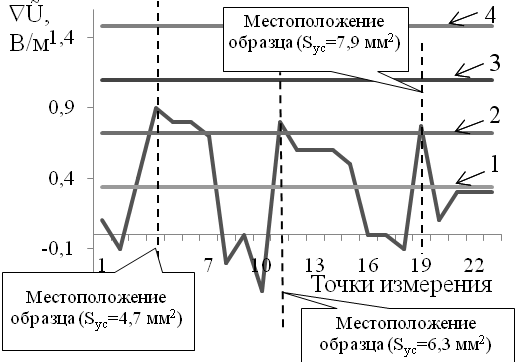 ∇Ũ,
В/м
1,4
0,9
0,4
-0,1
Местоположение
образца (Sус=7,9 мм²)
4
3
2
1
1
7
10
13
16
19
22
Точки измерения
Местоположение
образца (Sус=4,7 мм²)
Местоположение
образца (Sус=6,3 мм²)